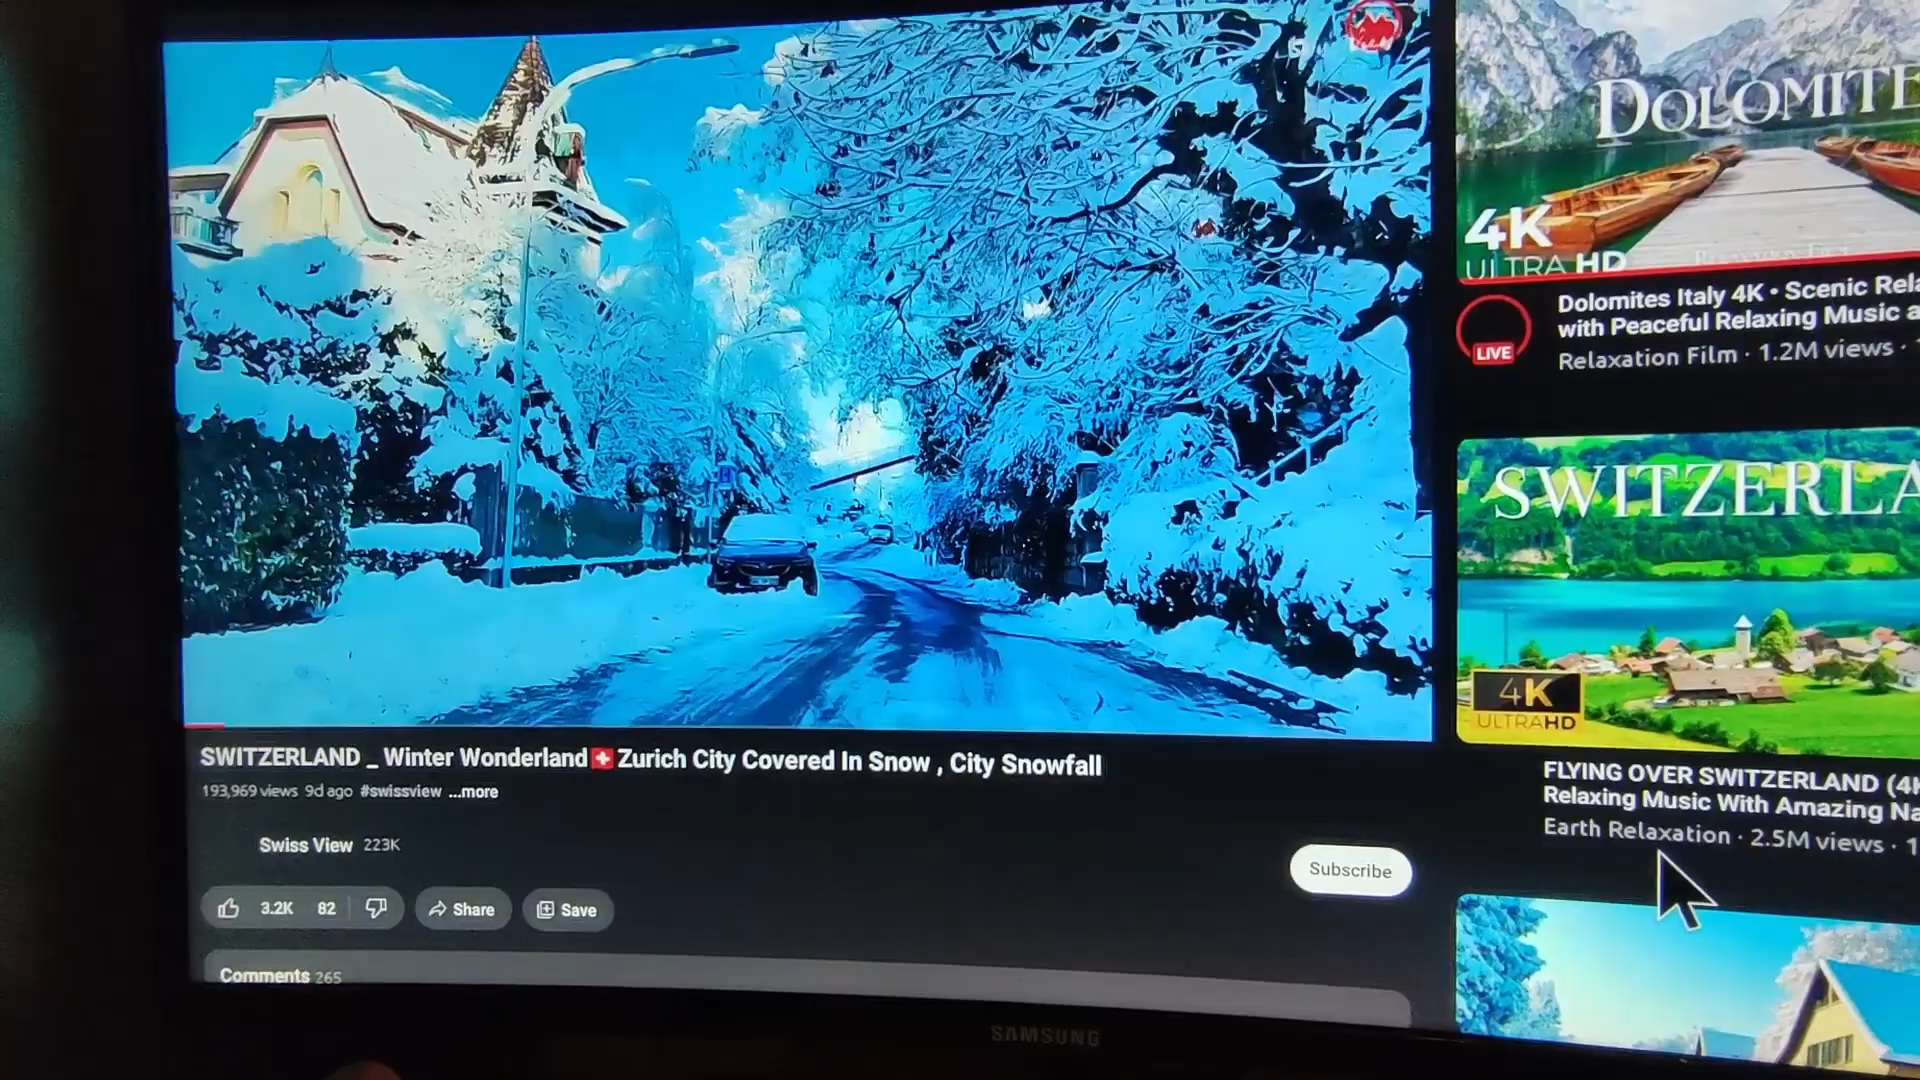 SWITZERLAND _ Winter Wonderland🇨🇭Zurich City Covered In Snow , City Snowfall
193,969 views 9d ago #swissview ...more
Swiss View 223K
Subscribe
3.2K 82 Share Save
Comments 265
SAMSUNG
DOLOMITE
4K
ULTRA HD
LIVE
Dolomites Italy 4K • Scenic Rela
with Peaceful Relaxing Music a
Relaxation Film · 1.2M views ·
SWITZERLA
4K
ULTRAHD
FLYING OVER SWITZERLAND (4K
Relaxing Music With Amazing Na
Earth Relaxation · 2.5M views · 1